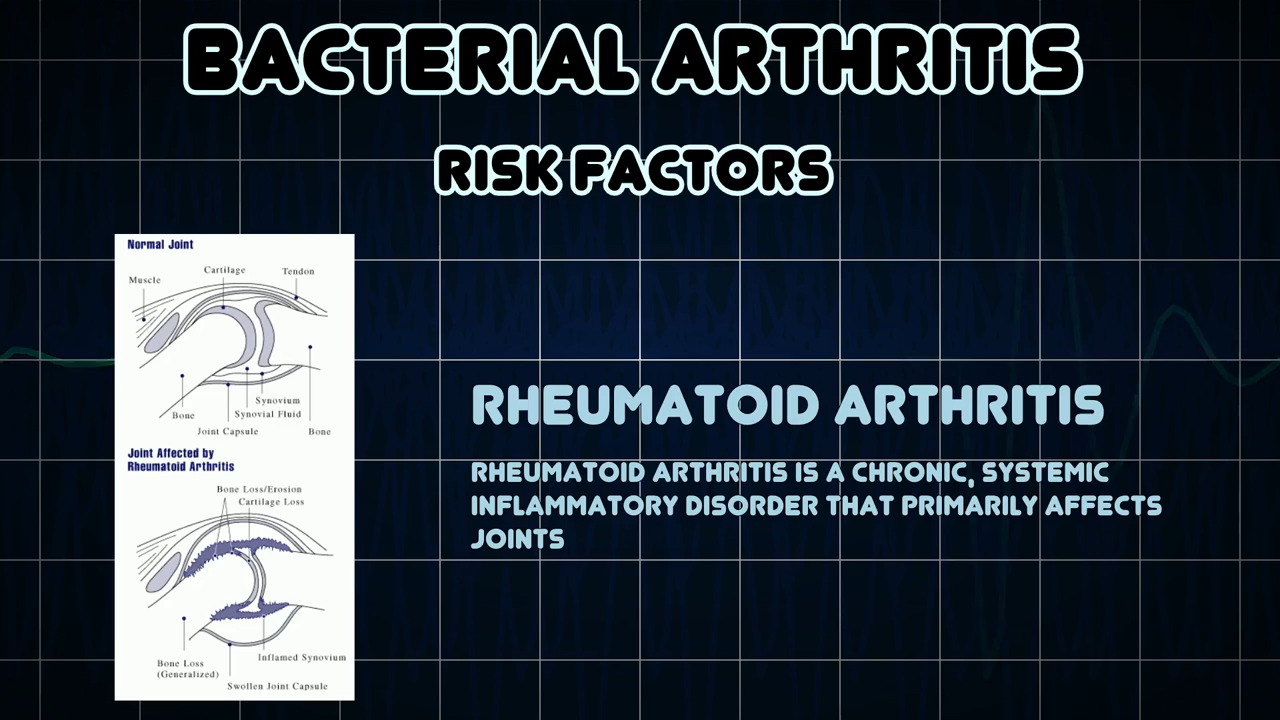 BACTERIAL ARTHRITIS
RISK FACTORS
Normal Joint
Cartilage
Tendon
Muscle
Synovium
Bone
Synovial Fluid
Joint Capsule
Bone
Joint Affected by
Rheumatoid Arthritis
Bone Loss/Erosion
Cartilage Loss
Inflamed Synovium
Bone Loss
(Generalized)
Swollen Joint Capsule
RHEUMATOID ARTHRITIS
RHEUMATOID ARTHRITIS IS A CHRONIC, SYSTEMIC
INFLAMMATORY DISORDER THAT PRIMARILY AFFECTS
JOINTS